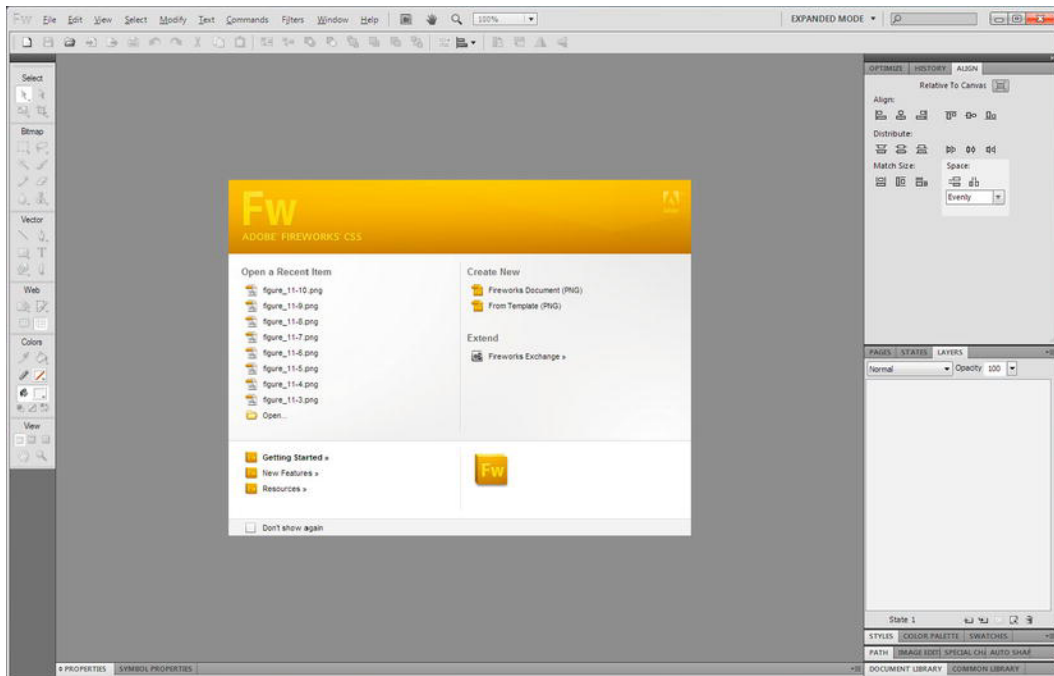 Fw File Edit View Select Modify Text Commands Filters Window Help 100% EXPANDED MODE
Select
Bitmap
Vector
Web
Colors
View
Fw
ADOBE FIREWORKS CS5
Adobe
Open a Recent Item
figure_11-10.png
figure_11-9.png
figure_11-8.png
figure_11-7.png
figure_11-6.png
figure_11-5.png
figure_11-4.png
figure_11-3.png
Open...
Create New
Fireworks Document (PNG)
From Template (PNG)
Extend
Fireworks Exchange »
Getting Started »
New Features »
Resources »
Fw
Don't show again
OPTIMIZE HISTORY ALIGN
Relative To Canvas
Align:
Distribute:
Match Size: Space:
Evenly
PAGES STATES LAYERS
Normal Opacity 100
State 1
STYLES COLOR PALETTE SWATCHES
PATH IMAGE EDIT SPECIAL CH AUTO SHAP
DOCUMENT LIBRARY COMMON LIBRARY
PROPERTIES SYMBOL PROPERTIES